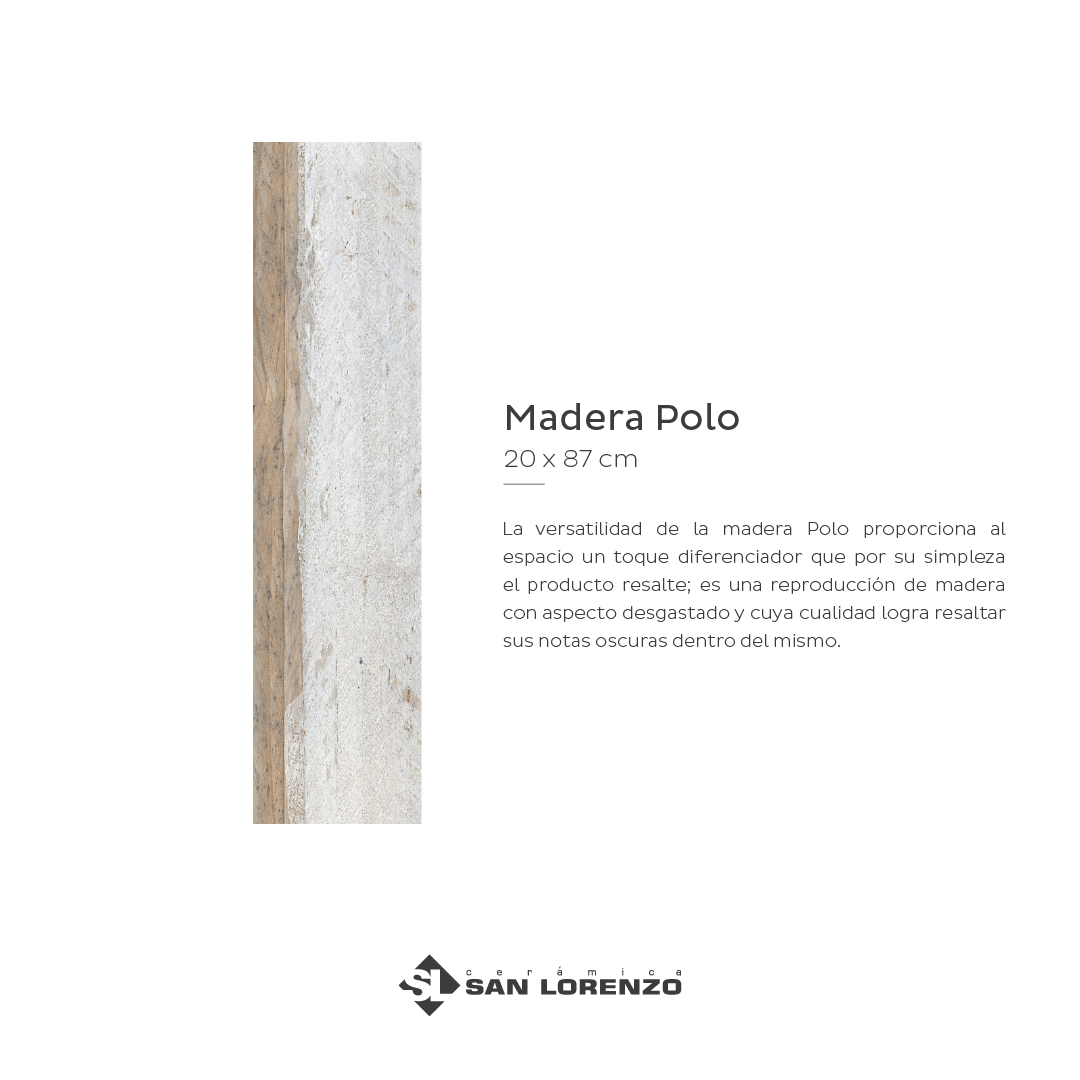 Madera Polo
20 x 87 cm
La versatilidad de la madera Polo proporciona al
espacio un toque diferenciador que por su simpleza
el producto resalte; es una reproducción de madera
con aspecto desgastado y cuya cualidad logra resaltar
sus notas oscuras dentro del mismo.
SL
cerámica
SAN LORENZO